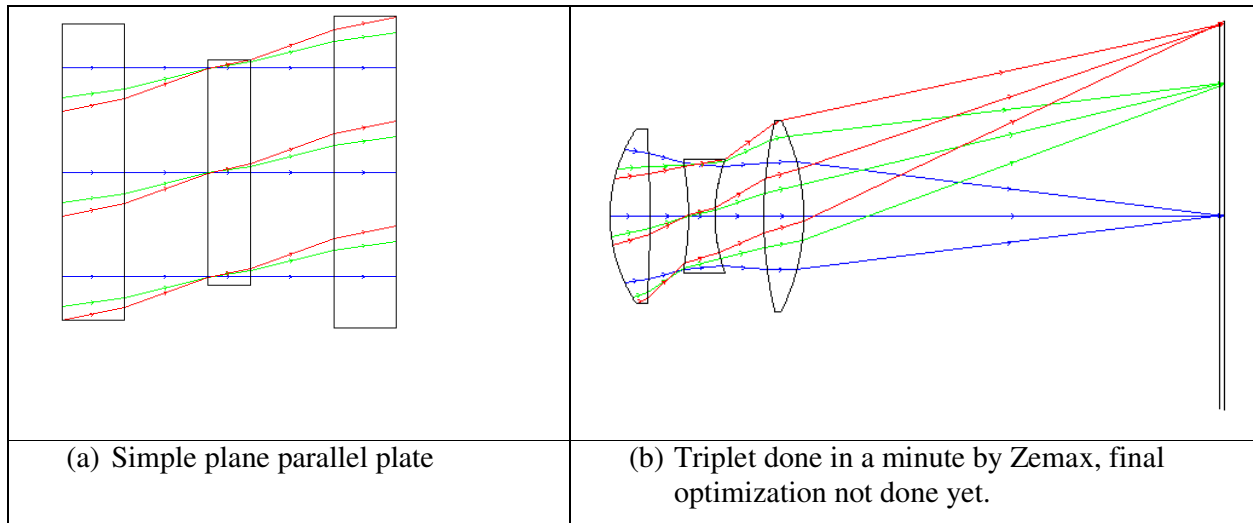 (a) Simple plane parallel plate
(b) Triplet done in a minute by Zemax, final
optimization not done yet.